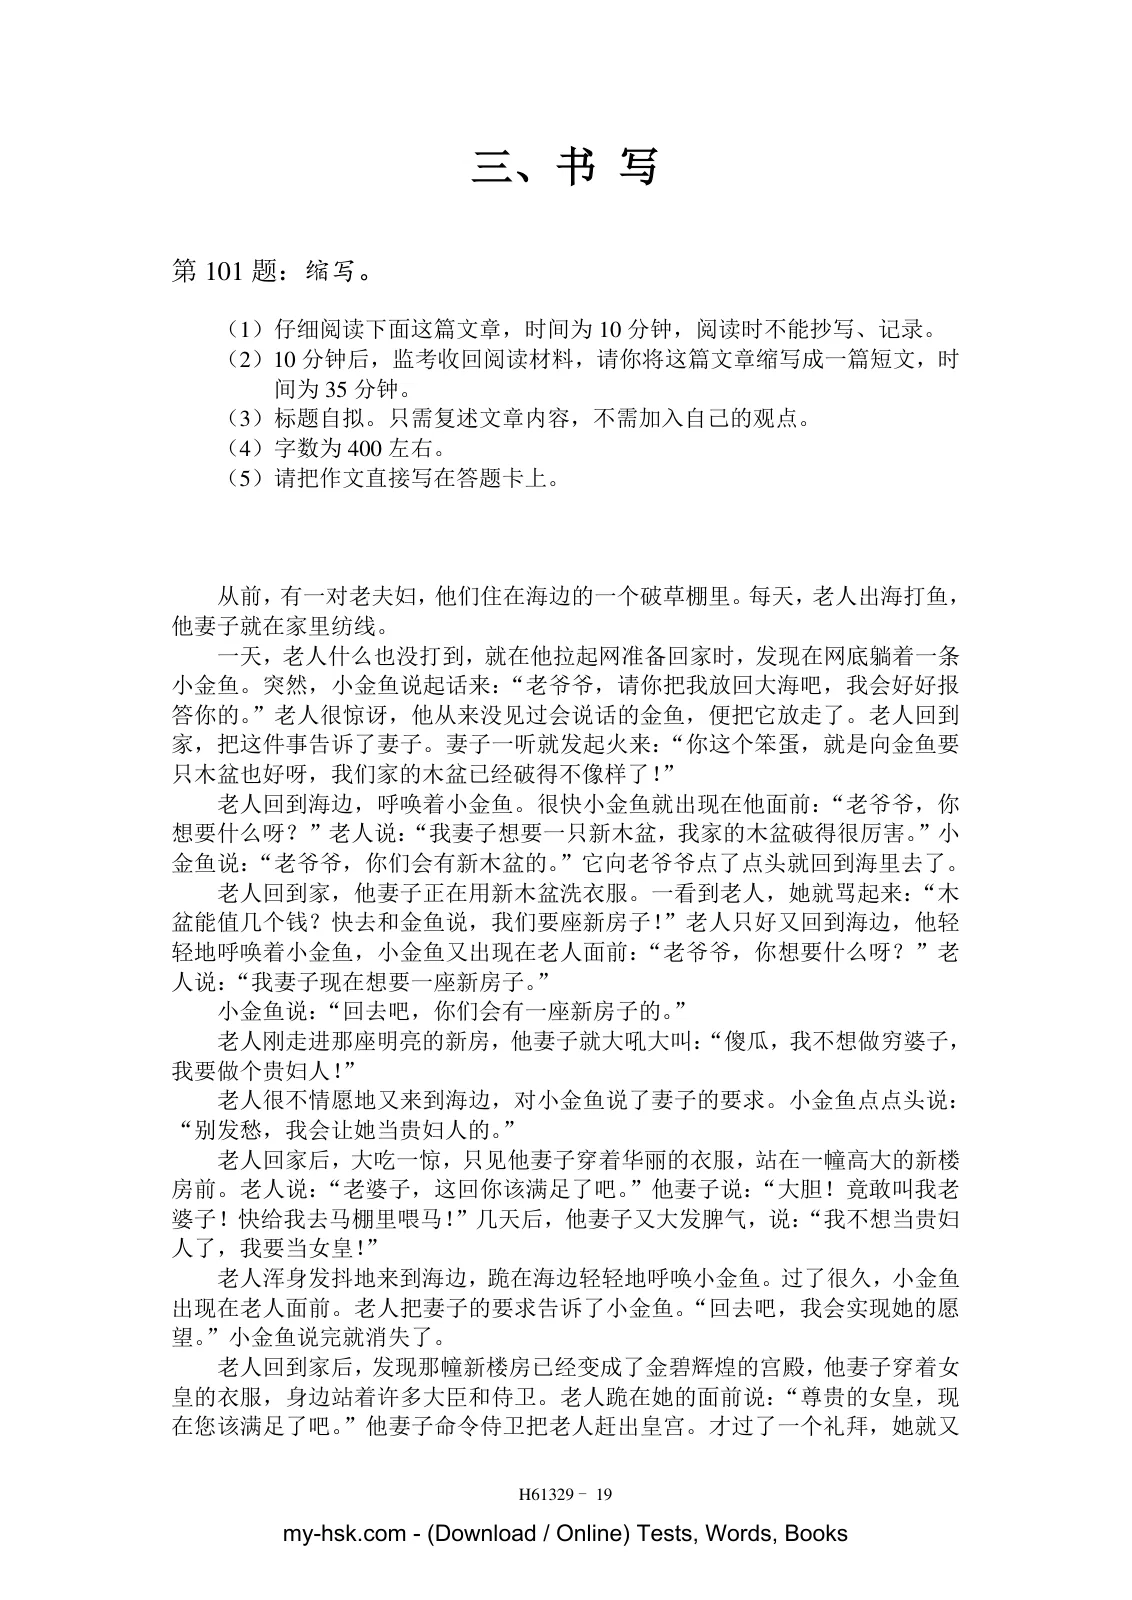 三、书 写
第 101 题：缩写。
（1）仔细阅读下面这篇文章，时间为 10 分钟，阅读时不能抄写、记录。
（2）10 分钟后，监考收回阅读材料，请你将这篇文章缩写成一篇短文，时
间为 35 分钟。
（3）标题自拟。只需复述文章内容，不需加入自己的观点。
（4）字数为 400 左右。
（5）请把作文直接写在答题卡上。
从前，有一对老夫妇，他们住在海边的一个破草棚里。每天，老人出海打鱼，
他妻子就在家里纺线。
一天，老人什么也没打到，就在他拉起网准备回家时，发现在网底躺着一条
小金鱼。突然，小金鱼说起话来：“老爷爷，请你把我放回大海吧，我会好好报
答你的。”老人很惊讶，他从来没见过会说话的金鱼，便把它放走了。老人回到
家，把这件事告诉了妻子。妻子一听就发起火来：“你这个笨蛋，就是向金鱼要
只木盆也好呀，我们家的木盆已经破得不像样了！”
老人回到海边，呼唤着小金鱼。很快小金鱼就出现在他面前：“老爷爷，你
想要什么呀？”老人说：“我妻子想要一只新木盆，我家的木盆破得很厉害。”小
金鱼说：“老爷爷，你们会有新木盆的。”它向老爷爷点了点头就回到海里去了。
老人回到家，他妻子正在用新木盆洗衣服。一看到老人，她就骂起来：“木
盆能值几个钱？快去和金鱼说，我们要座新房子！”老人只好又回到海边，他轻
轻地呼唤着小金鱼，小金鱼又出现在老人面前：“老爷爷，你想要什么呀？”老
人说：“我妻子现在想要一座新房子。”
小金鱼说：“回去吧，你们会有一座新房子的。”
老人刚走进那座明亮的新房，他妻子就大吼大叫：“傻瓜，我不想做穷婆子，
我要做个贵妇人！”
老人很不情愿地又来到海边，对小金鱼说了妻子的要求。小金鱼点点头说：
“别发愁，我会让她当贵妇人的。”
老人回家后，大吃一惊，只见他妻子穿着华丽的衣服，站在一幢高大的新楼
房前。老人说：“老婆子，这回你该满足了吧。”他妻子说：“大胆！竟敢叫我老
婆子！快给我去马棚里喂马！”几天后，他妻子又大发脾气，说：“我不想当贵妇
人了，我要当女皇！”
老人浑身发抖地来到海边，跪在海边轻轻地呼唤小金鱼。过了很久，小金鱼
出现在老人面前。老人把妻子的要求告诉了小金鱼。“回去吧，我会实现她的愿
望。”小金鱼说完就消失了。
老人回到家后，发现那幢新楼房已经变成了金碧辉煌的宫殿，他妻子穿着女
皇的衣服，身边站着许多大臣和侍卫。老人跪在她的面前说：“尊贵的女皇，现
在您该满足了吧。”他妻子命令侍卫把老人赶出皇宫。才过了一个礼拜，她就又
H61329－ 19
my-hsk.com - (Download / Online) Tests, Words, Books